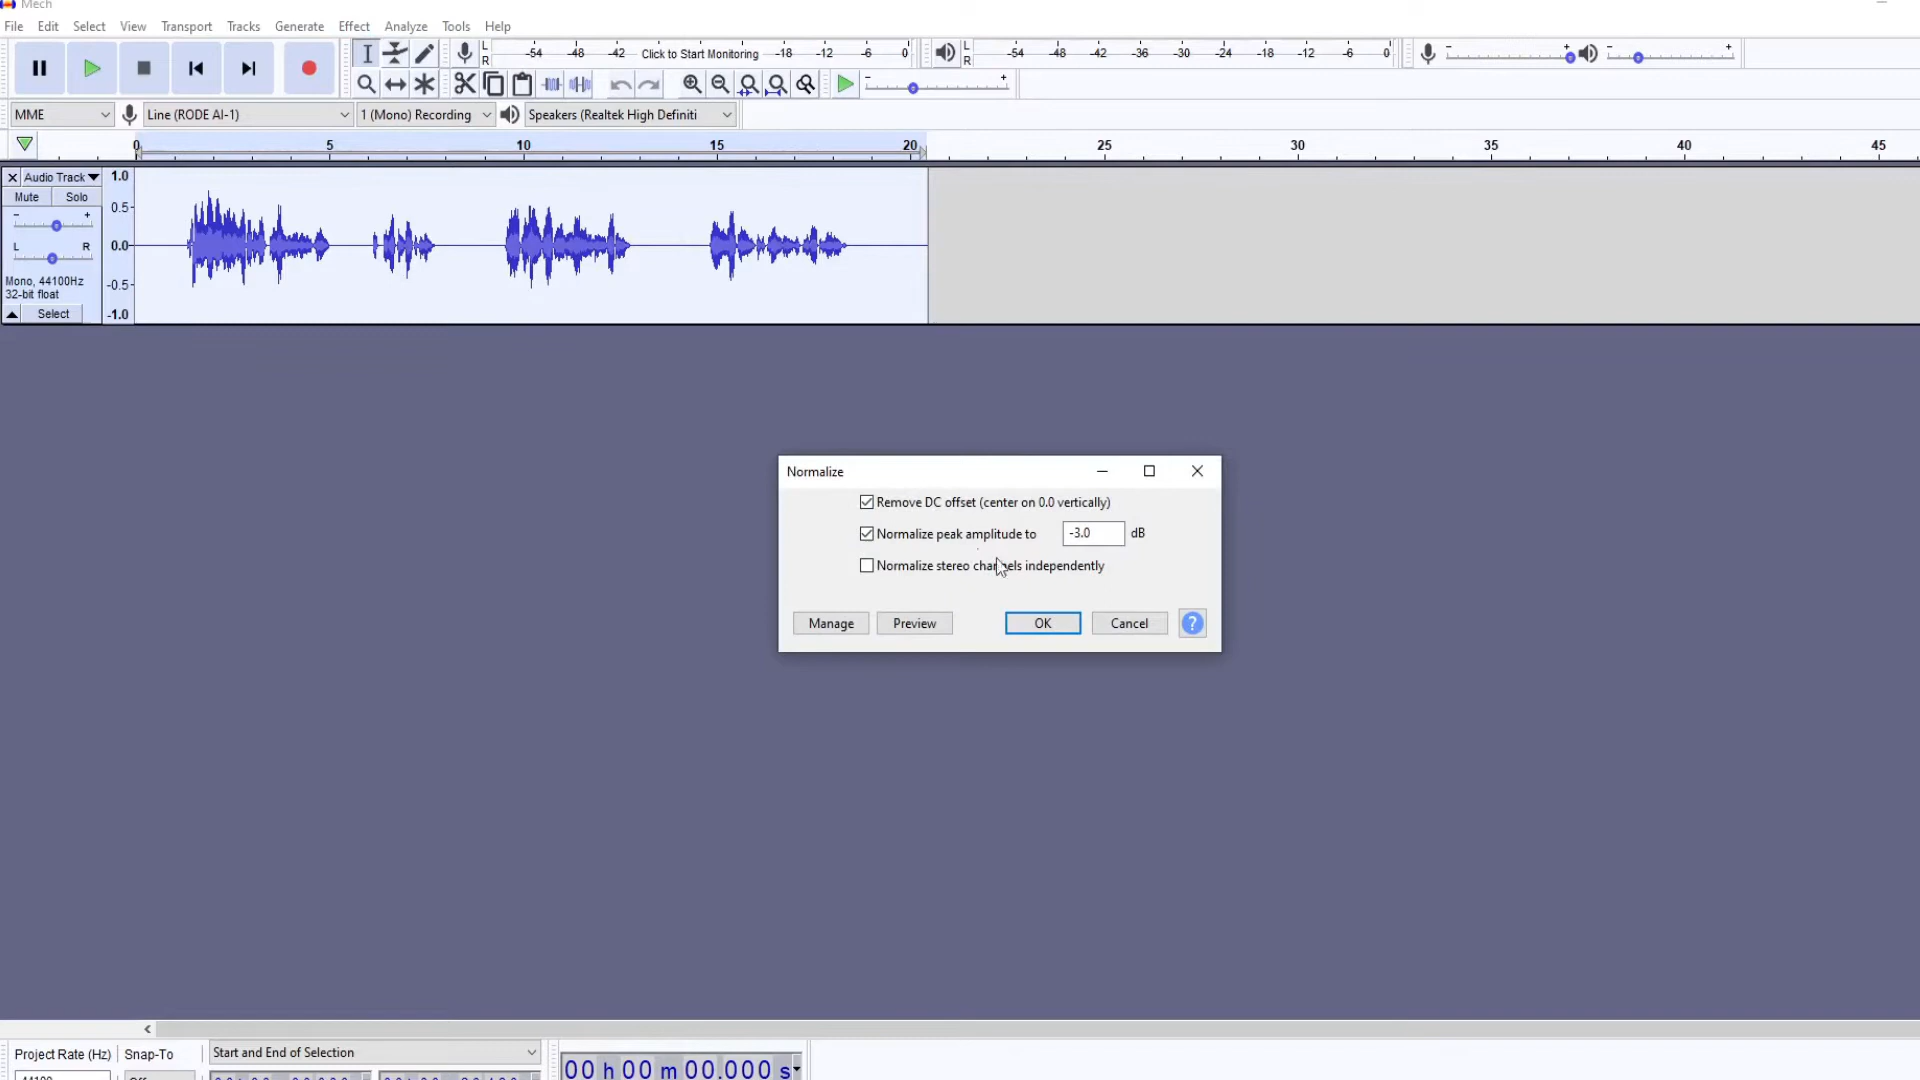 Mech
File Edit Select View Transport Tracks Generate Effect Analyze Tools Help
L R -54 -48 -42 Click to Start Monitoring -18 -12 -6 0 L R -54 -48 -42 -36 -30 -24 -18 -12 -6 0 - + - +
- +
MME Line (RODE AI-1) 1 (Mono) Recording Speakers (Realtek High Definiti
0 5 10 15 20 25 30 35 40 45
× Audio Track 1.0
Mute Solo
- + 0.5
L R 0.0
Mono, 44100Hz -0.5
32-bit float
Select -1.0
Normalize
Remove DC offset (center on 0.0 vertically)
Normalize peak amplitude to -3.0 dB
Normalize stereo channels independently
Manage Preview OK Cancel ?
Project Rate (Hz) Snap-To Start and End of Selection
44100 Off 00 h 00 m 00.000 s